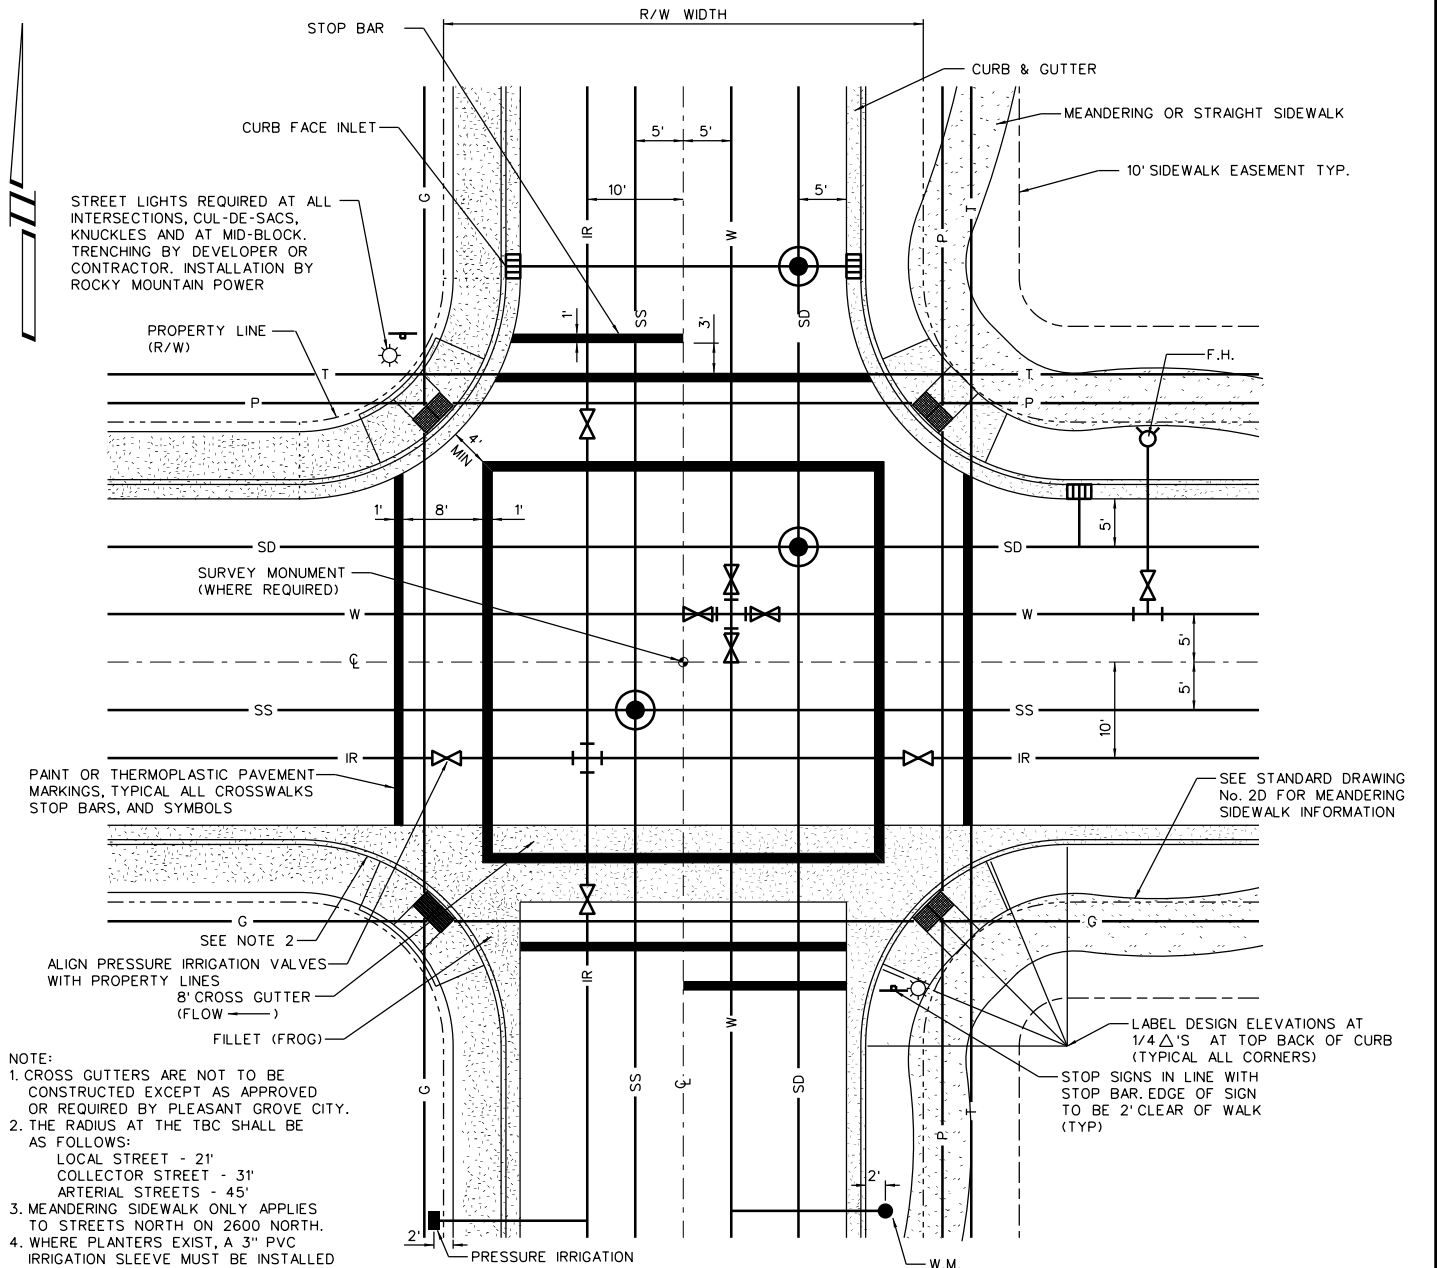 R/W WIDTH
STOP BAR
CURB & GUTTER
MEANDERING OR STRAIGHT SIDEWALK
CURB FACE INLET
5'
5'
10' SIDEWALK EASEMENT TYP.
10'
5'
STREET LIGHTS REQUIRED AT ALL
INTERSECTIONS, CUL-DE-SACS,
KNUCKLES AND AT MID-BLOCK.
TRENCHING BY DEVELOPER OR
CONTRACTOR. INSTALLATION BY
ROCKY MOUNTAIN POWER
G
IR
W
P
T
SS
SD
1'
3'
PROPERTY LINE
(R/W)
F.H.
T
T
P
P
4'
MIN
1'
8'
1'
5'
SD
SD
SURVEY MONUMENT
(WHERE REQUIRED)
W
W
5'
℄
5'
10'
SS
SS
IR
IR
PAINT OR THERMOPLASTIC PAVEMENT
MARKINGS, TYPICAL ALL CROSSWALKS
STOP BARS, AND SYMBOLS
SEE STANDARD DRAWING
No. 2D FOR MEANDERING
SIDEWALK INFORMATION
G
G
SEE NOTE 2
ALIGN PRESSURE IRRIGATION VALVES
WITH PROPERTY LINES
8' CROSS GUTTER
(FLOW ← )
FILLET (FROG)
IR
W
SS
℄
SD
G
P
T
LABEL DESIGN ELEVATIONS AT
1/4 △'S AT TOP BACK OF CURB
(TYPICAL ALL CORNERS)
STOP SIGNS IN LINE WITH
STOP BAR. EDGE OF SIGN
TO BE 2' CLEAR OF WALK
(TYP)
NOTE:
1. CROSS GUTTERS ARE NOT TO BE
CONSTRUCTED EXCEPT AS APPROVED
OR REQUIRED BY PLEASANT GROVE CITY.
2. THE RADIUS AT THE TBC SHALL BE
AS FOLLOWS:
LOCAL STREET - 21'
COLLECTOR STREET - 31'
ARTERIAL STREETS - 45'
3. MEANDERING SIDEWALK ONLY APPLIES
TO STREETS NORTH ON 2600 NORTH.
4. WHERE PLANTERS EXIST, A 3" PVC
IRRIGATION SLEEVE MUST BE INSTALLED
2'
2'
PRESSURE IRRIGATION
W.M.